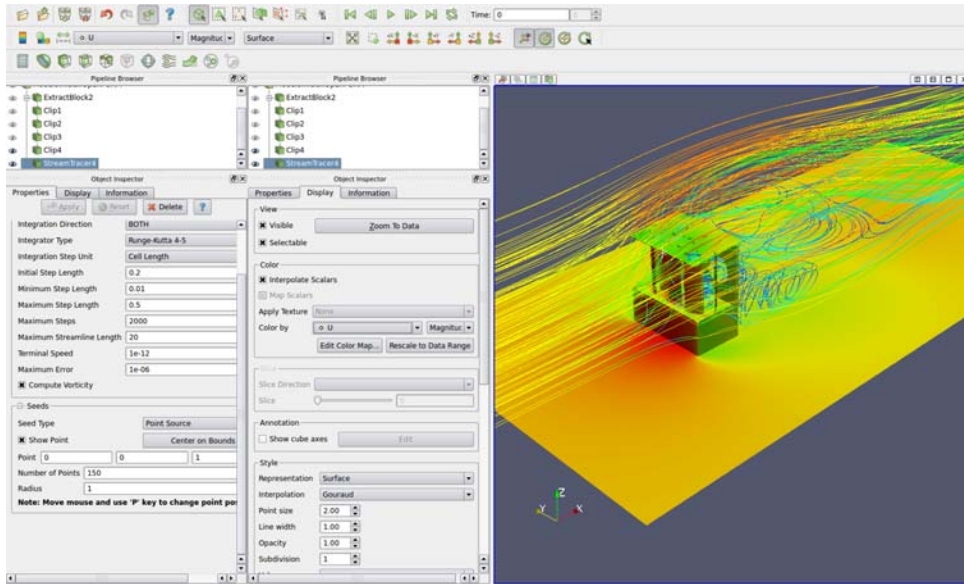 Time: 0
0
U
Magnituc
Surface
Pipeline Browser
ExtractBlock2
Clip1
Clip2
Clip3
Clip4
StreamTracer4
Object Inspector
Properties
Display
Information
Apply
Reset
Delete
?
Integration Direction
BOTH
Integrator Type
Runge-Kutta 4-5
Integration Step Unit
Cell Length
Initial Step Length
0.2
Minimum Step Length
0.01
Maximum Step Length
0.5
Maximum Steps
2000
Maximum Streamline Length
20
Terminal Speed
1e-12
Maximum Error
1e-06
Compute Vorticity
Seeds
Seed Type
Point Source
Show Point
Center on Bounds
Point 0 0 1
Number of Points 150
Radius 1
Note: Move mouse and use 'P' key to change point pos
Pipeline Browser
ExtractBlock2
Clip1
Clip2
Clip3
Clip4
StreamTracer4
Object Inspector
Properties
Display
Information
View
Visible
Zoom To Data
Selectable
Color
Interpolate Scalars
Map Scalars
Apply Texture
None
Color by
U
Magnituc
Edit Color Map...
Rescale to Data Range
Slice
Slice Direction
Slice
0
Annotation
Show cube axes
Edit
Style
Representation
Surface
Interpolation
Gouraud
Point size
2.00
Line width
1.00
Opacity
1.00
Subdivision
1
Z
Y
X